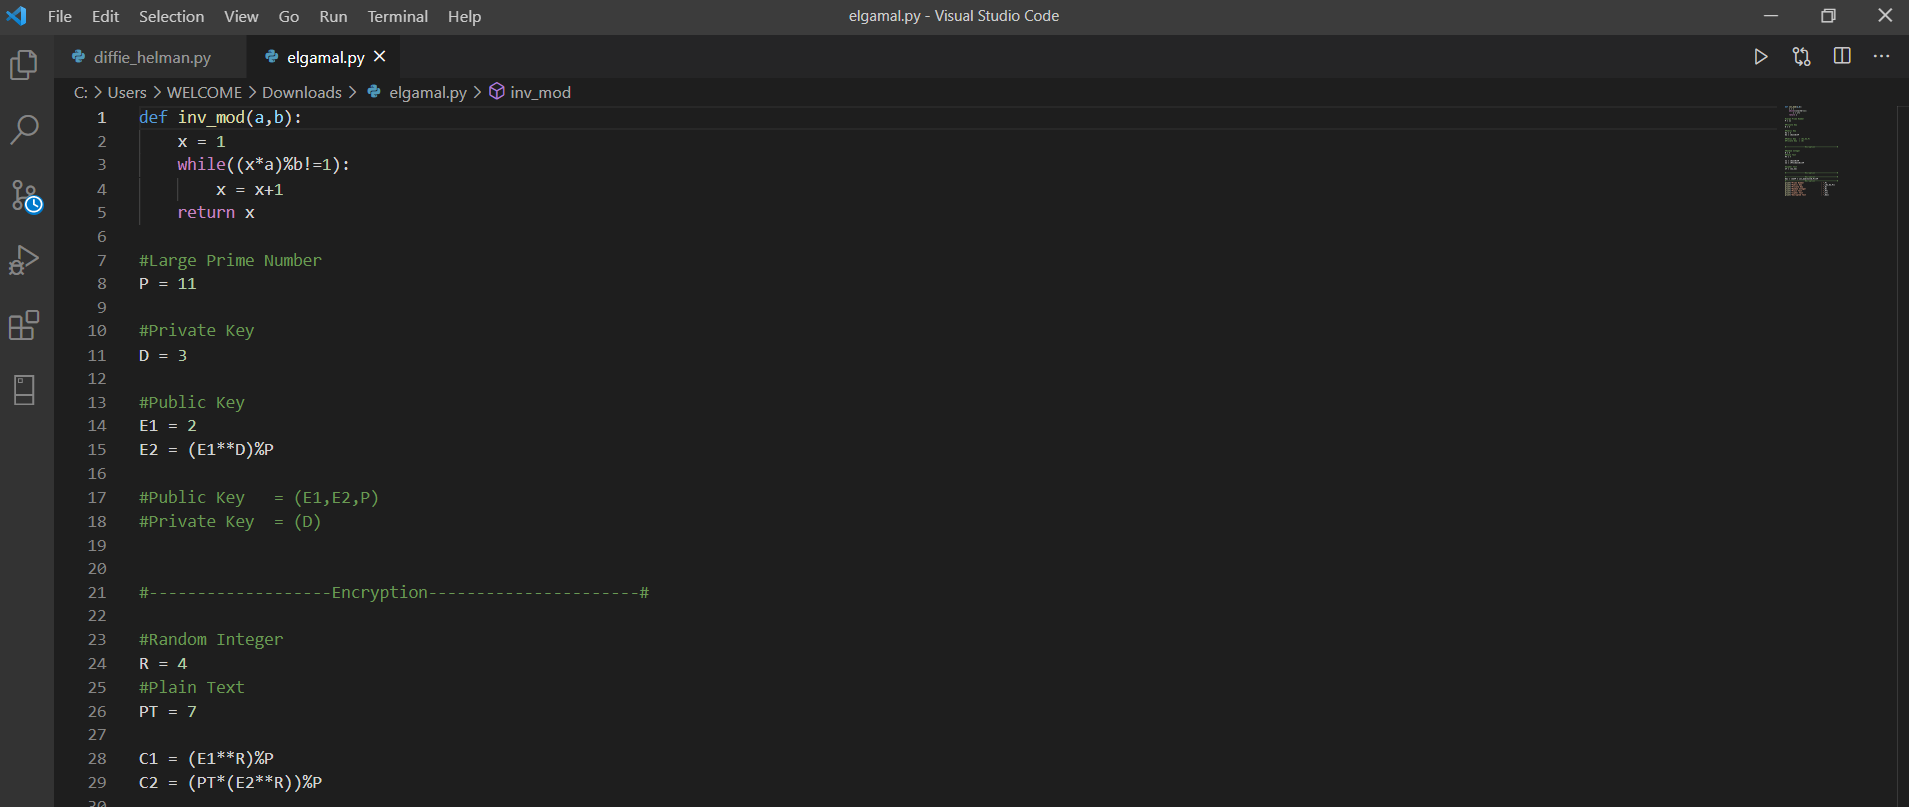 File Edit Selection View Go Run Terminal Help elgamal.py - Visual Studio Code
diffie_helman.py elgamal.py
C: > Users > WELCOME > Downloads > elgamal.py > inv_mod
1 def inv_mod(a,b):
2     x = 1
3     while((x*a)%b!=1):
4         x = x+1
5     return x
6
7 #Large Prime Number
8 P = 11
9
10 #Private Key
11 D = 3
12
13 #Public Key
14 E1 = 2
15 E2 = (E1**D)%P
16
17 #Public Key   = (E1,E2,P)
18 #Private Key  = (D)
19
20
21 #-------------------Encryption----------------------#
22
23 #Random Integer
24 R = 4
25 #Plain Text
26 PT = 7
27
28 C1 = (E1**R)%P
29 C2 = (PT*(E2**R))%P
30